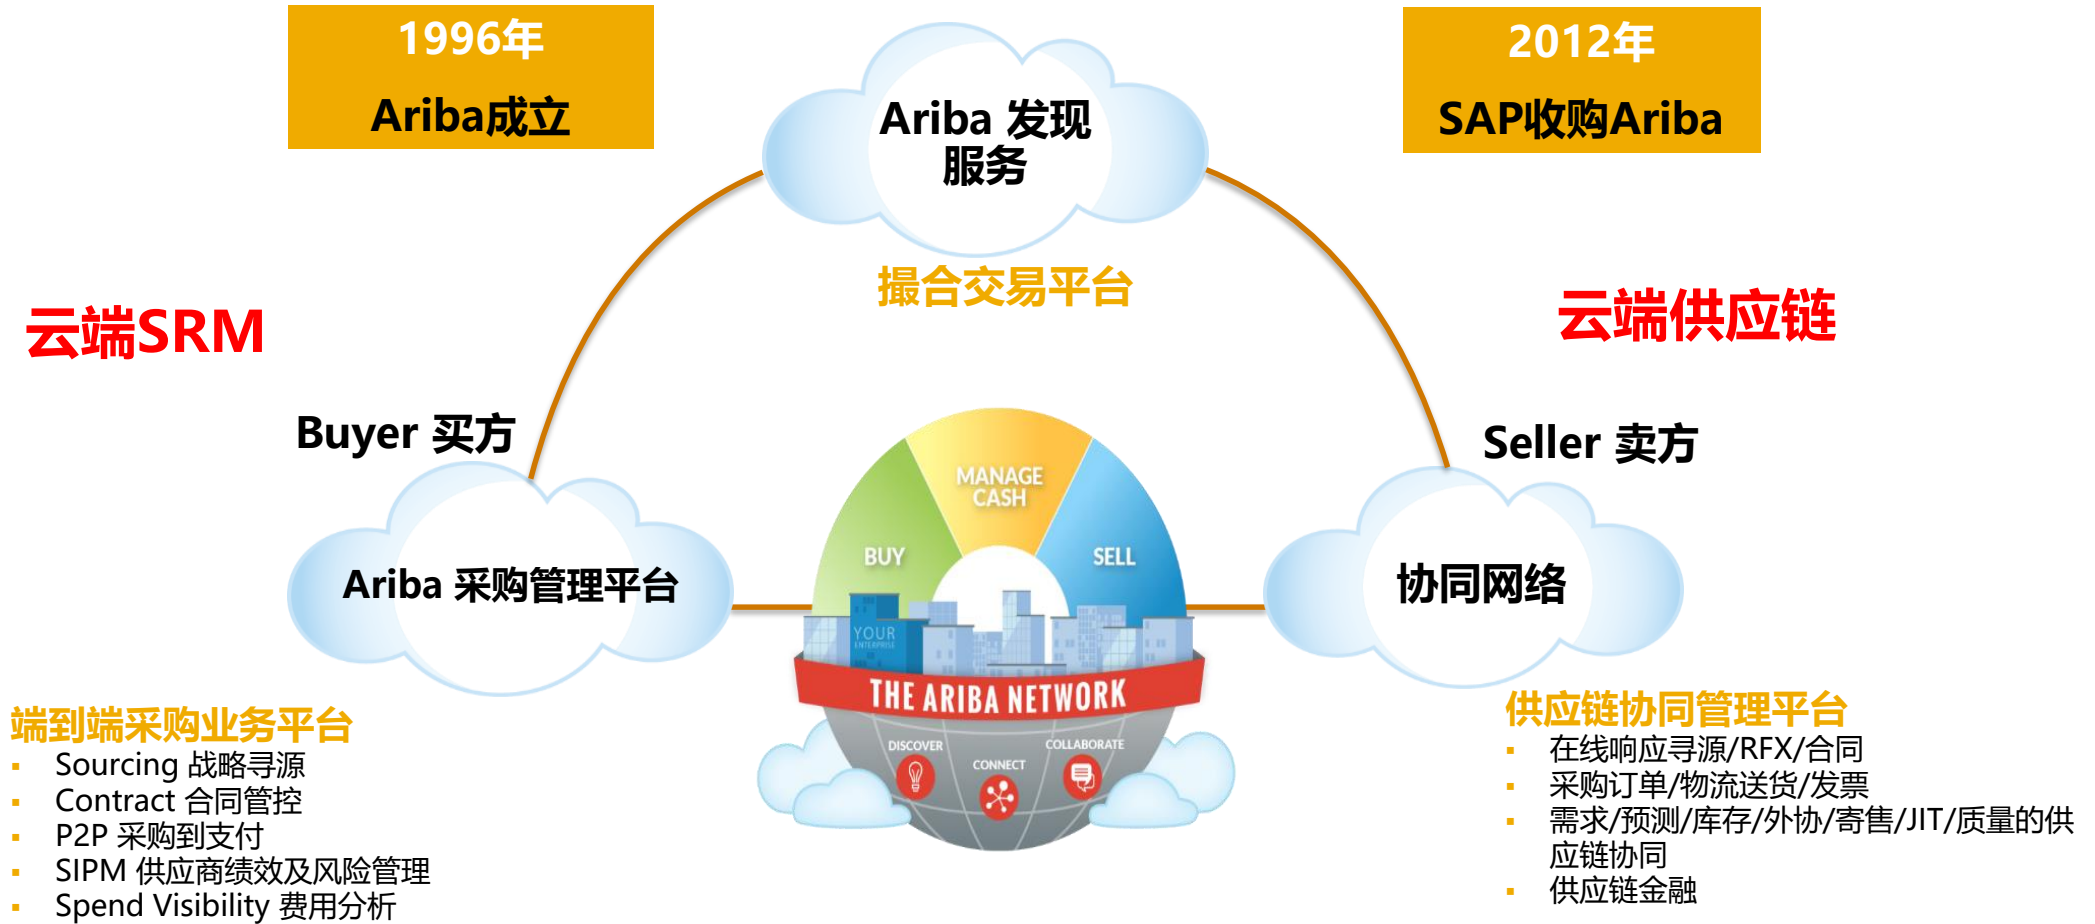 1996年
Ariba成立
Ariba 发现
服务
2012年
SAP收购Ariba
撮合交易平台
云端SRM
云端供应链
Buyer 买方
Seller 卖方
Ariba 采购管理平台
MANAGE
CASH
BUY
SELL
YOUR
ENTERPRISE
THE ARIBA NETWORK
DISCOVER
CONNECT
COLLABORATE
协同网络
端到端采购业务平台
▪ Sourcing 战略寻源
▪ Contract 合同管控
▪ P2P 采购到支付
▪ SIPM 供应商绩效及风险管理
▪ Spend Visibility 费用分析
供应链协同管理平台
▪ 在线响应寻源/RFX/合同
▪ 采购订单/物流送货/发票
▪ 需求/预测/库存/外协/寄售/JIT/质量的供
应链协同
▪ 供应链金融